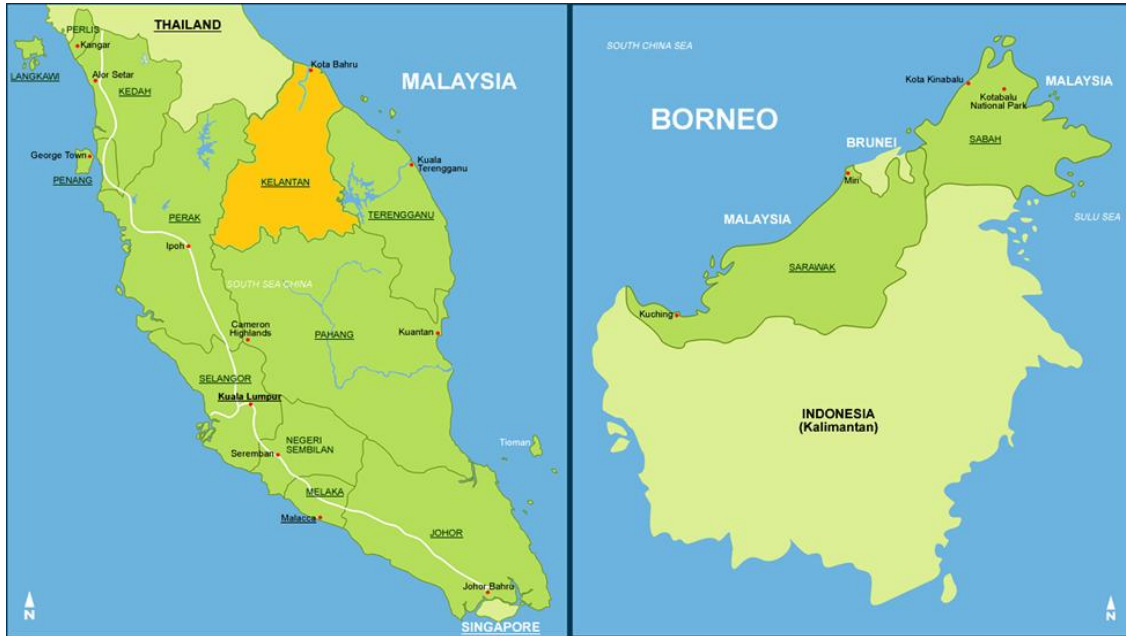 THAILAND
PERLIS
Kangar
Kota Bahru
LANGKAWI
Alor Setar
KEDAH
MALAYSIA
George Town
PENANG
Kuala
Terengganu
KELANTAN
PERAK
TERENGGANU
Ipoh
SOUTH SEA CHINA
Cameron
Highlands
PAHANG
Kuantan
SELANGOR
Kuala Lumpur
NEGERI
SEMBILAN
Seremban
Tioman
MELAKA
Malacca
JOHOR
Johor Bahru
SINGAPORE
N
SOUTH CHINA SEA
Kota Kinabalu
MALAYSIA
Kotabalu
National Park
BORNEO
BRUNEI
SABAH
Miri
MALAYSIA
SULU SEA
SARAWAK
Kuching
INDONESIA
(Kalimantan)
N